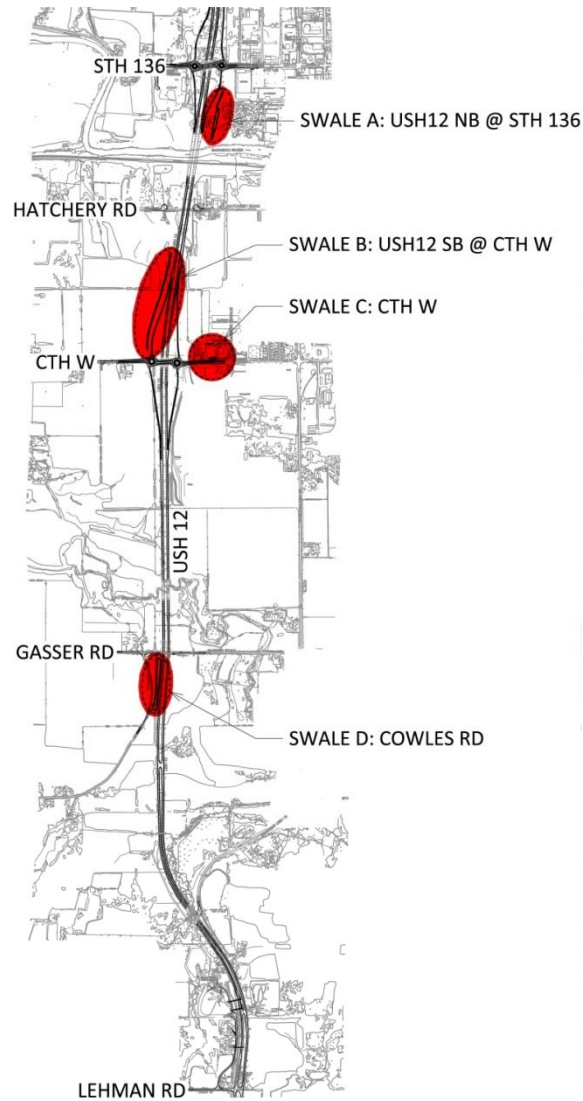 STH 136
SWALE A: USH12 NB @ STH 136
HATCHERY RD
SWALE B: USH12 SB @ CTH W
SWALE C: CTH W
CTH W
USH 12
GASSER RD
SWALE D: COWLES RD
LEHMAN RD